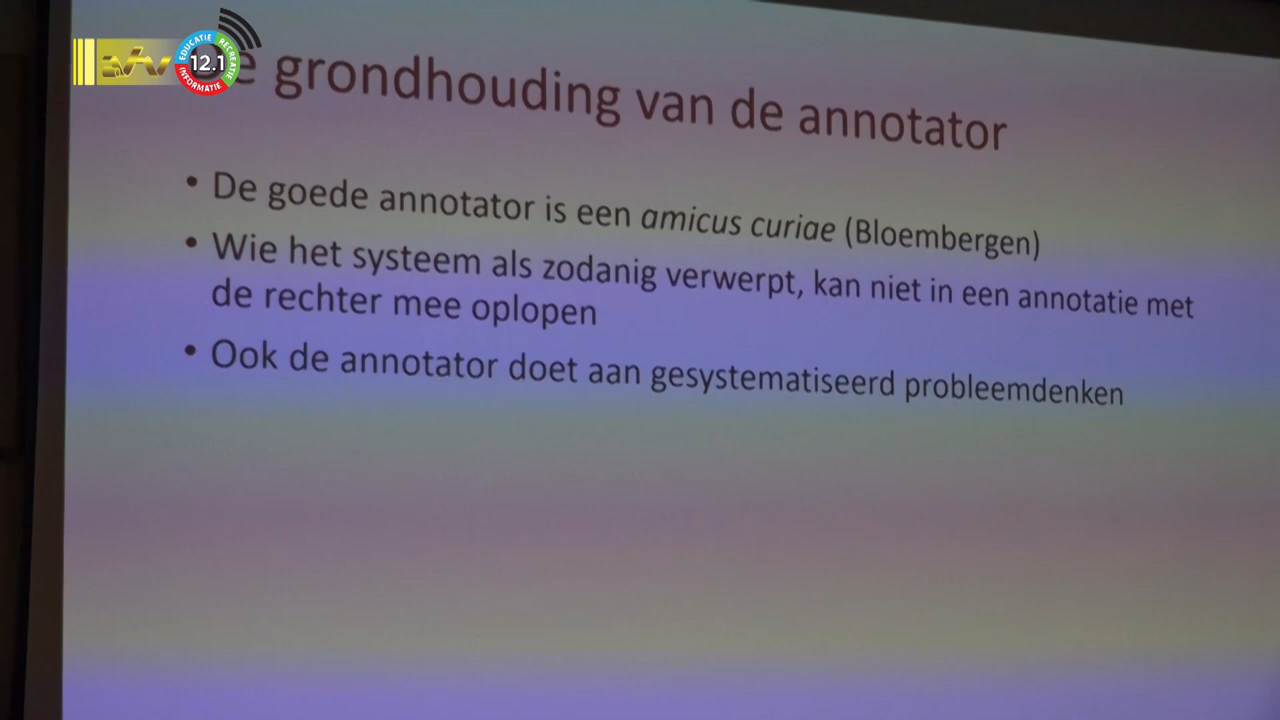 EDUCATIE
RECREATIE
INFORMATIE
12.1
De grondhouding van de annotator
• De goede annotator is een amicus curiae (Bloembergen)
• Wie het systeem als zodanig verwerpt, kan niet in een annotatie met
de rechter mee oplopen
• Ook de annotator doet aan gesystematiseerd probleemdenken